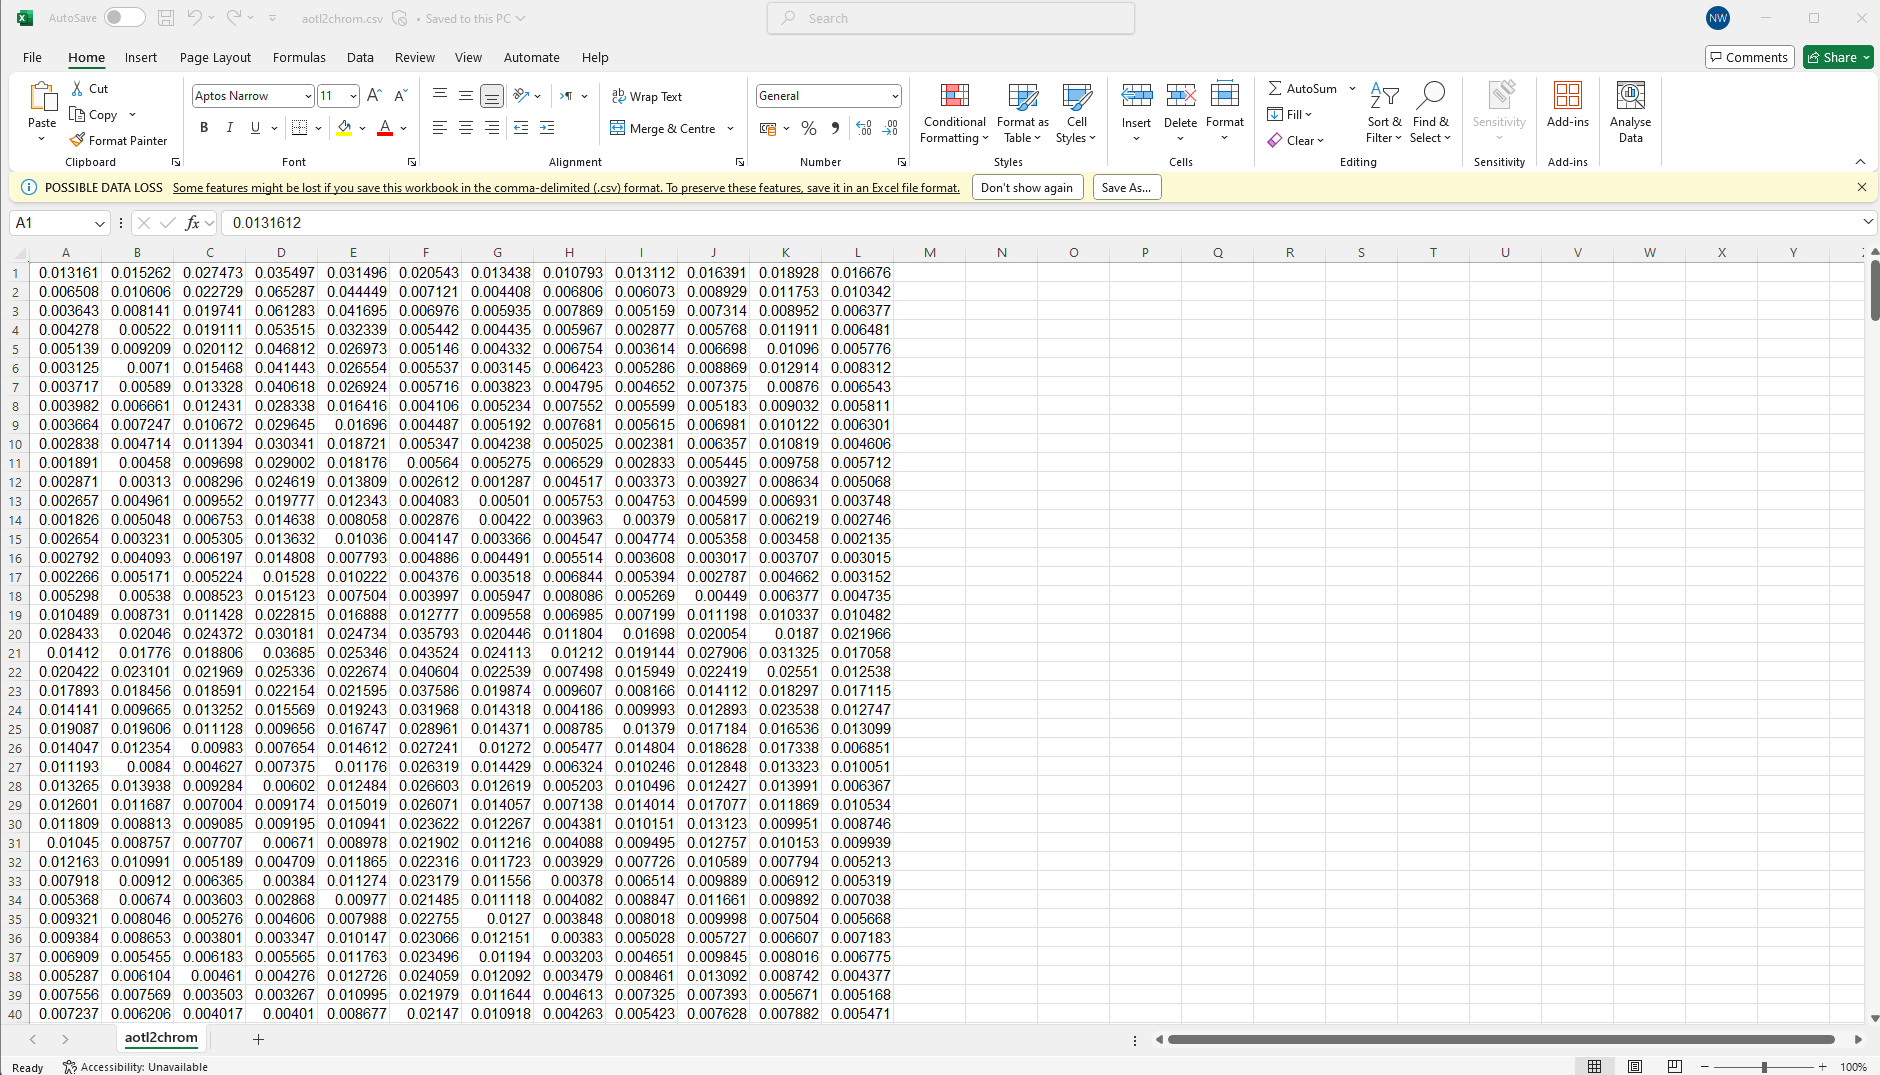 AutoSave aotl2chrom.csv • Saved to this PC Search NW
File Home Insert Page Layout Formulas Data Review View Automate Help Comments Share
Paste Cut Copy Format Painter Clipboard
Aptos Narrow 11 B I U A Font
Wrap Text Merge & Centre Alignment
General % Number
Conditional Formatting Format as Table Cell Styles Styles
Insert Delete Format Cells
AutoSum Fill Clear Sort & Filter Find & Select Editing
Sensitivity Sensitivity
Add-ins Add-ins
Analyse Data
POSSIBLE DATA LOSS Some features might be lost if you save this workbook in the comma-delimited (.csv) format. To preserve these features, save it in an Excel file format. Don't show again Save As...
A1 fx 0.0131612
A B C D E F G H I J K L M N O P Q R S T U V W X Y
1 0.013161 0.015262 0.027473 0.035497 0.031496 0.020543 0.013438 0.010793 0.013112 0.016391 0.018928 0.016676
2 0.006508 0.010606 0.022729 0.065287 0.044449 0.007121 0.004408 0.006806 0.006073 0.008929 0.011753 0.010342
3 0.003643 0.008141 0.019741 0.061283 0.041695 0.006976 0.005935 0.007869 0.005159 0.007314 0.008952 0.006377
4 0.004278 0.00522 0.019111 0.053515 0.032339 0.005442 0.004435 0.005967 0.002877 0.005768 0.011911 0.006481
5 0.005139 0.009209 0.020112 0.046812 0.026973 0.005146 0.004332 0.006754 0.003614 0.006698 0.01096 0.005776
6 0.003125 0.0071 0.015468 0.041443 0.026554 0.005537 0.003145 0.006423 0.005286 0.008869 0.012914 0.008312
7 0.003717 0.00589 0.013328 0.040618 0.026924 0.005716 0.003823 0.004795 0.004652 0.007375 0.00876 0.006543
8 0.003982 0.006661 0.012431 0.028338 0.016416 0.004106 0.005234 0.007552 0.005599 0.005183 0.009032 0.005811
9 0.003664 0.007247 0.010672 0.029645 0.01696 0.004487 0.005192 0.007681 0.005615 0.006981 0.010122 0.006301
10 0.002838 0.004714 0.011394 0.030341 0.018721 0.005347 0.004238 0.005025 0.002381 0.006357 0.010819 0.004606
11 0.001891 0.00458 0.009698 0.029002 0.018176 0.00564 0.005275 0.006529 0.002833 0.005445 0.009758 0.005712
12 0.002871 0.00313 0.008296 0.024619 0.013809 0.002612 0.001287 0.004517 0.003373 0.003927 0.008634 0.005068
13 0.002657 0.004961 0.009552 0.019777 0.012343 0.004083 0.00501 0.005753 0.004753 0.004599 0.006931 0.003748
14 0.001826 0.005048 0.006753 0.014638 0.008058 0.002876 0.00422 0.003963 0.00379 0.005817 0.006219 0.002746
15 0.002654 0.003231 0.005305 0.013632 0.01036 0.004147 0.003366 0.004547 0.004774 0.005358 0.003458 0.002135
16 0.002792 0.004093 0.006197 0.014808 0.007793 0.004886 0.004491 0.005514 0.003608 0.003017 0.003707 0.003015
17 0.002266 0.005171 0.005224 0.01528 0.010222 0.004376 0.003518 0.006844 0.005394 0.002787 0.004662 0.003152
18 0.005298 0.00538 0.008523 0.015123 0.007504 0.003997 0.005947 0.008086 0.005269 0.00449 0.006377 0.004735
19 0.010489 0.008731 0.011428 0.022815 0.016888 0.012777 0.009558 0.006985 0.007199 0.011198 0.010337 0.010482
20 0.028433 0.02046 0.024372 0.030181 0.024734 0.035793 0.020446 0.011804 0.01698 0.020054 0.0187 0.021966
21 0.01412 0.01776 0.018806 0.03685 0.025346 0.043524 0.024113 0.01212 0.019144 0.027906 0.031325 0.017058
22 0.020422 0.023101 0.021969 0.025336 0.022674 0.040604 0.022539 0.007498 0.015949 0.022419 0.02551 0.012538
23 0.017893 0.018456 0.018591 0.022154 0.021595 0.037586 0.019874 0.009607 0.008166 0.014112 0.018297 0.017115
24 0.014141 0.009665 0.013252 0.015569 0.019243 0.031968 0.014318 0.004186 0.009993 0.012893 0.023538 0.012747
25 0.019087 0.019606 0.011128 0.009656 0.016747 0.028961 0.014371 0.008785 0.01379 0.017184 0.016536 0.013099
26 0.014047 0.012354 0.00983 0.007654 0.014612 0.027241 0.01272 0.005477 0.014804 0.018628 0.017338 0.006851
27 0.011193 0.0084 0.004627 0.007375 0.01176 0.026319 0.014429 0.006324 0.010246 0.012848 0.013323 0.010051
28 0.013265 0.013938 0.009284 0.00602 0.012484 0.026603 0.012619 0.005203 0.010496 0.012427 0.013991 0.006367
29 0.012601 0.011687 0.007004 0.009174 0.015019 0.026071 0.014057 0.007138 0.014014 0.017077 0.011869 0.010534
30 0.011809 0.008813 0.009085 0.009195 0.010941 0.023622 0.012267 0.004381 0.010151 0.013123 0.009951 0.008746
31 0.01045 0.008757 0.007707 0.00671 0.008978 0.021902 0.011216 0.004088 0.009495 0.012757 0.010153 0.009939
32 0.012163 0.010991 0.005189 0.004709 0.011865 0.022316 0.011723 0.003929 0.007726 0.010589 0.007794 0.005213
33 0.007918 0.00912 0.006365 0.00384 0.011274 0.023179 0.011556 0.00378 0.006514 0.009889 0.006912 0.005319
34 0.005368 0.00674 0.003603 0.002868 0.00977 0.021485 0.011118 0.004082 0.008847 0.011661 0.009892 0.007038
35 0.009321 0.008046 0.005276 0.004606 0.007988 0.022755 0.0127 0.003848 0.008018 0.009998 0.007504 0.005668
36 0.009384 0.008653 0.003801 0.003347 0.010147 0.023066 0.012151 0.00383 0.005028 0.005727 0.006607 0.007183
37 0.006909 0.005455 0.006183 0.005565 0.011763 0.023496 0.01194 0.003203 0.004651 0.009845 0.008016 0.006775
38 0.005287 0.006104 0.00461 0.004276 0.012726 0.024059 0.012092 0.003479 0.008461 0.013092 0.008742 0.004377
39 0.007556 0.007569 0.003503 0.003267 0.010995 0.021979 0.011644 0.004613 0.007325 0.007393 0.005671 0.005168
40 0.007237 0.006206 0.004017 0.00401 0.008677 0.02147 0.010918 0.004263 0.005423 0.007628 0.007882 0.005471
aotl2chrom
Ready Accessibility: Unavailable 100%